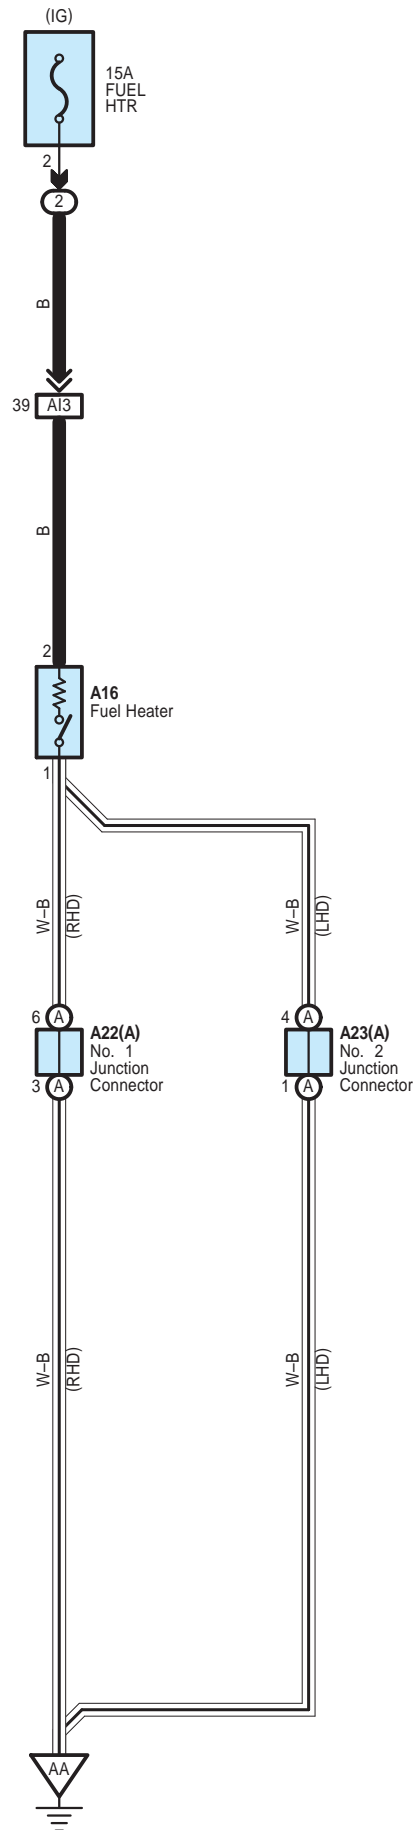 (IG)
15A
FUEL
HTR
2
2
B
39 AI3
B
2
A16
Fuel Heater
1
W–B
(RHD)
W–B
(LHD)
6 A
A22(A)
No. 1
Junction
Connector
3 A
4 A
A23(A)
No. 2
Junction
Connector
1 A
W–B
(RHD)
W–B
(LHD)
AA